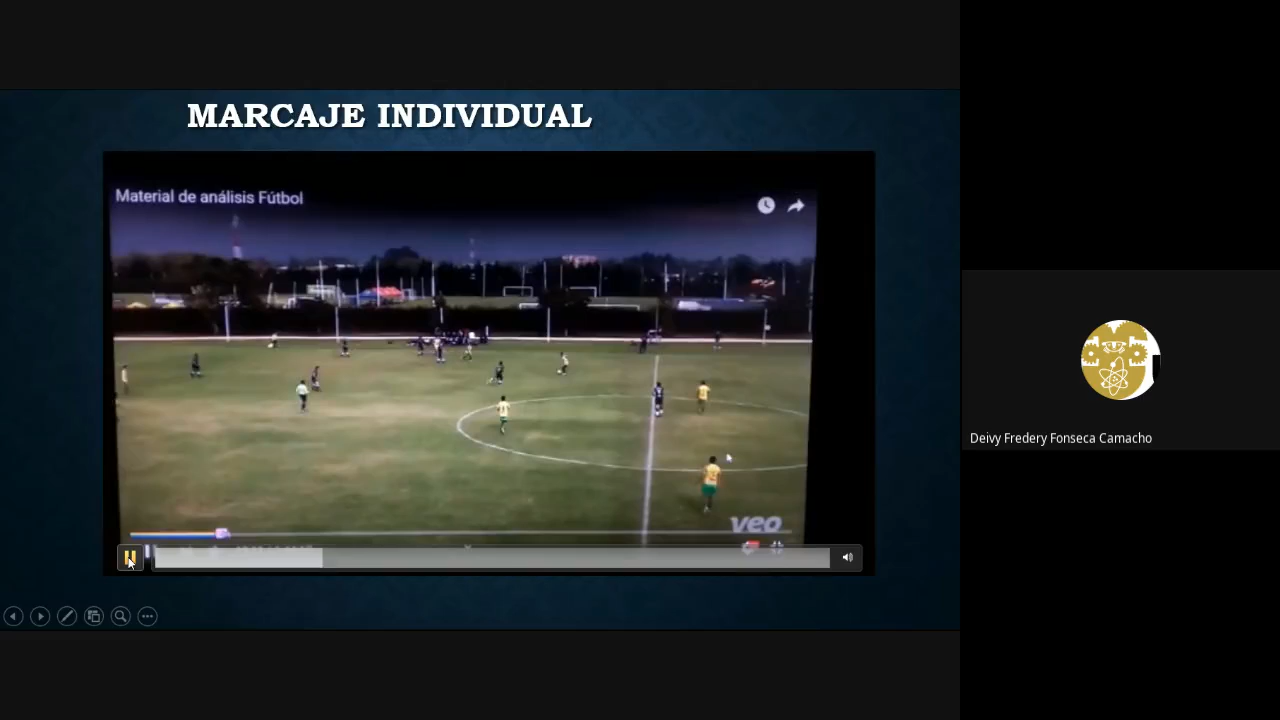 MARCAJE INDIVIDUAL
Material de análisis Fútbol
veo
Deivy Fredery Fonseca Camacho